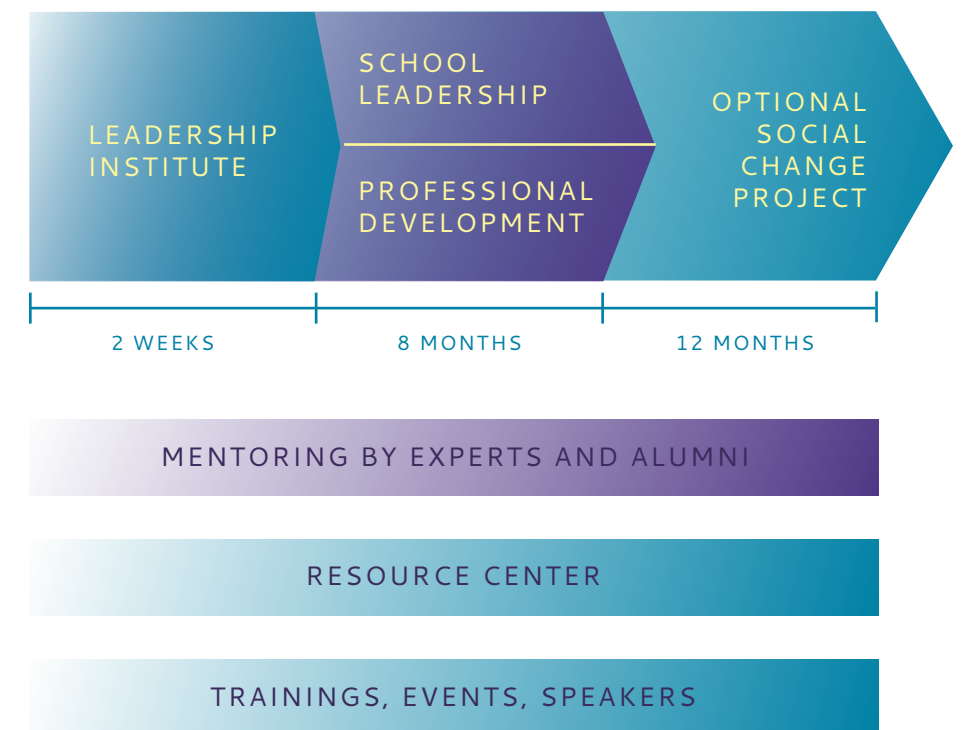 LEADERSHIP
INSTITUTE
SCHOOL
LEADERSHIP
PROFESSIONAL
DEVELOPMENT
OPTIONAL
SOCIAL
CHANGE
PROJECT
2 WEEKS
8 MONTHS
12 MONTHS
MENTORING BY EXPERTS AND ALUMNI
RESOURCE CENTER
TRAININGS, EVENTS, SPEAKERS